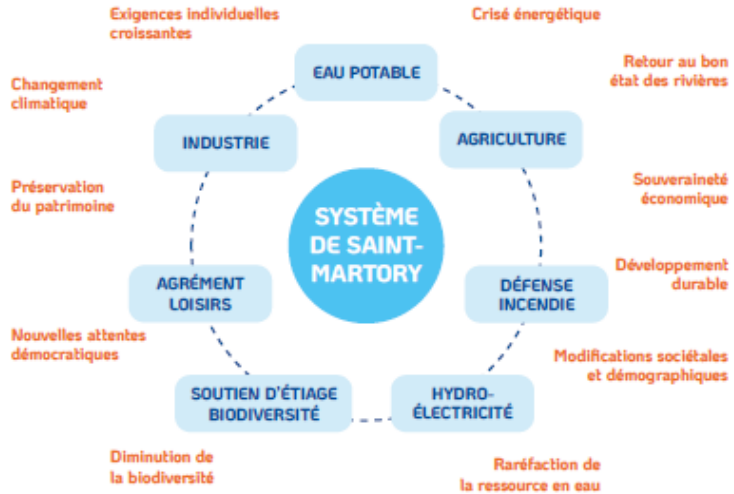 Exigences individuelles
croissantes
Crisé énergétique
EAU POTABLE
Retour au bon
état des rivières
Changement
climatique
INDUSTRIE
AGRICULTURE
Préservation
du patrimoine
Souveraineté
économique
SYSTÈME
DE SAINT-
MARTORY
AGRÉMENT
LOISIRS
DÉFENSE
INCENDIE
Développement
durable
Nouvelles attentes
démocratiques
Modifications sociétales
et démographiques
SOUTIEN D'ÉTIAGE
BIODIVERSITÉ
HYDRO-
ÉLECTRICITÉ
Diminution de
la biodiversité
Raréfaction de
la ressource en eau